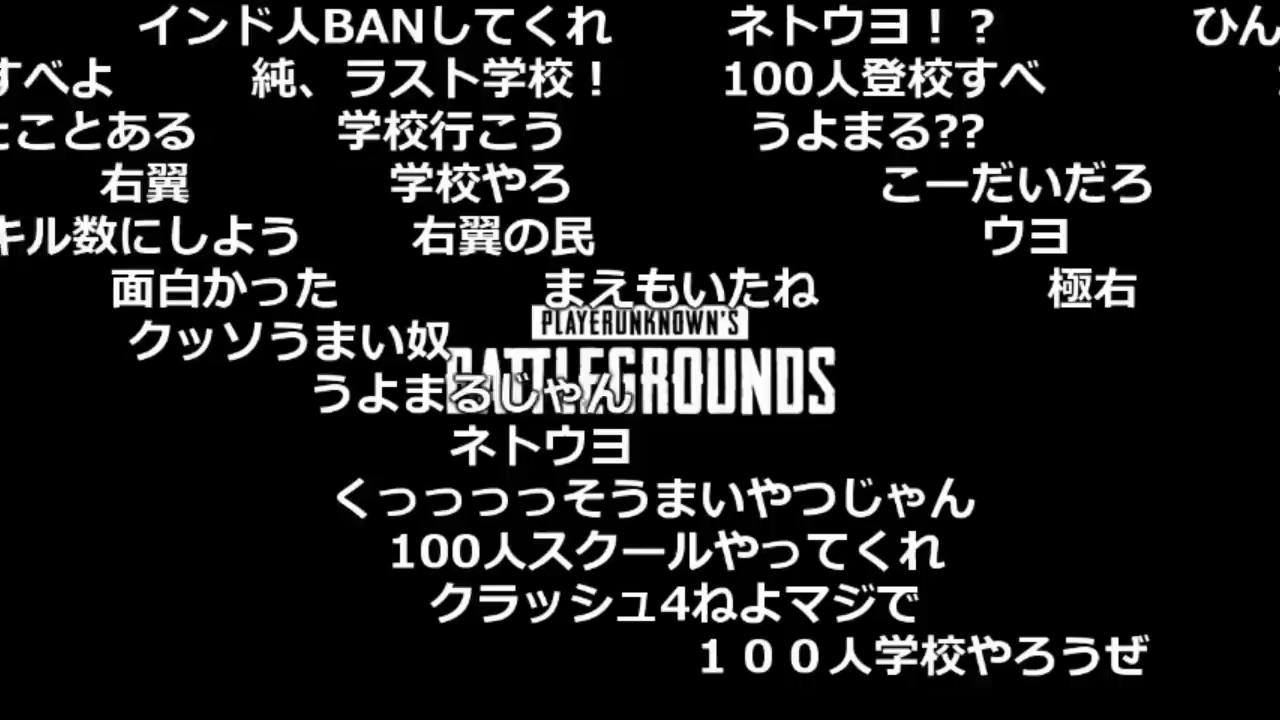 インド人BANしてくれ ネトウヨ！？ ひん
すべよ 純、ラスト学校！ 100人登校すべ
たことある 学校行こう うよまる??
右翼 学校やろ こーだいだろ
キル数にしよう 右翼の民 ウヨ
面白かった まえもいたね 極右
PLAYERUNKNOWN'S
クッソうまい奴
BATTLEGROUNDS
うよまるじゃん
ネトウヨ
くっっっっそうまいやつじゃん
100人スクールやってくれ
クラッシュ4ねよマジで
１００人学校やろうぜ